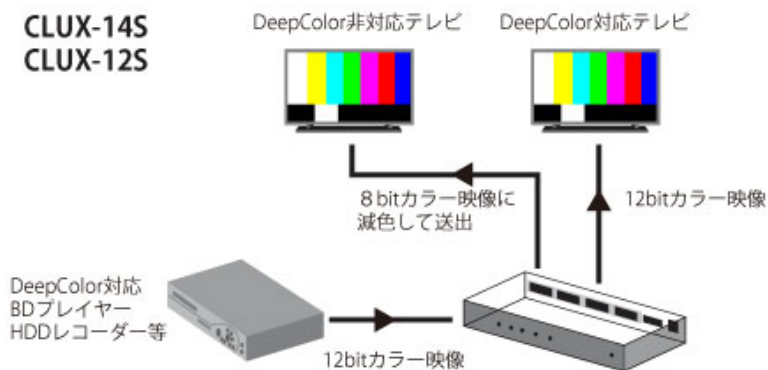 CLUX-14S
CLUX-12S
DeepColor非対応テレビ
DeepColor対応テレビ
8bitカラー映像に
減色して送出
12bitカラー映像
DeepColor対応
BDプレイヤー
HDDレコーダー等
12bitカラー映像